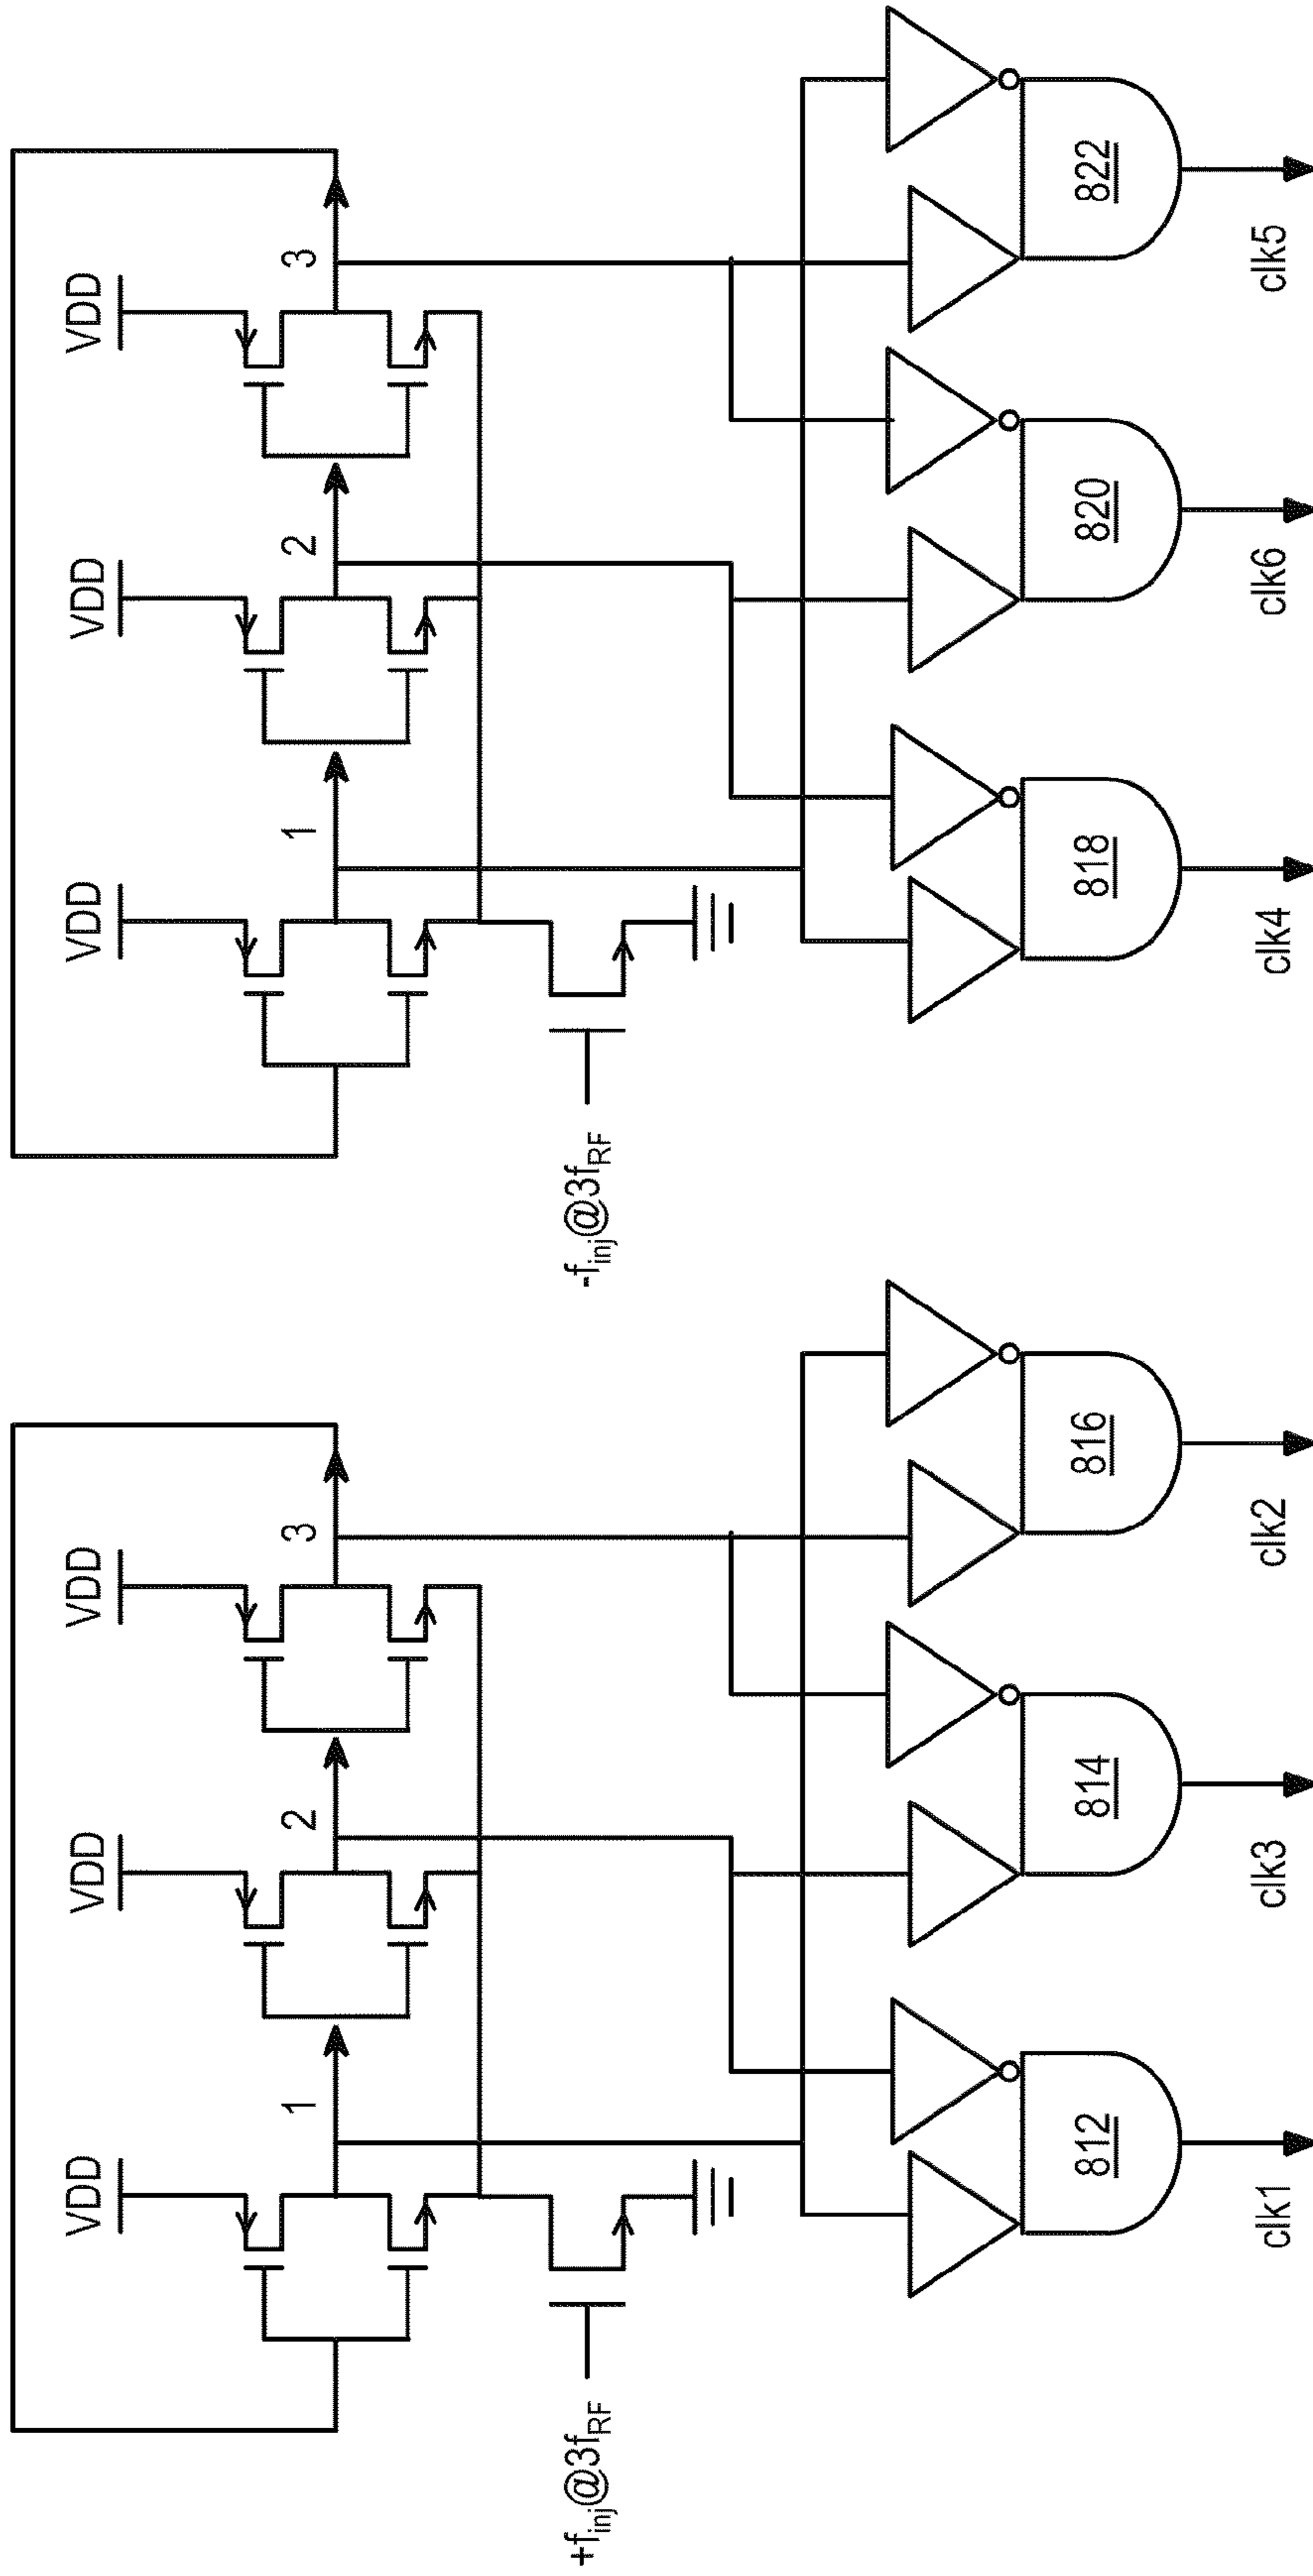 VDD
VDD
VDD
VDD
VDD
VDD
1
2
3
1
2
3
+f_inj@3f_RF
-f_inj@3f_RF
812
814
816
818
820
822
clk1
clk3
clk2
clk4
clk6
clk5